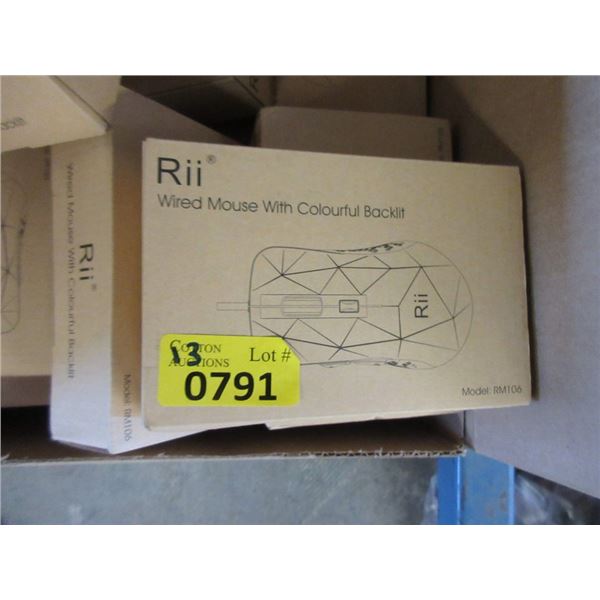 Rii®
Wired Mouse With Colourful Backlit
Rii
Model: RM106
13
COTTON
AUCTIONS
Lot #
0791
Rii®
Wired Mouse With Colourful Backlit
Model: RM106